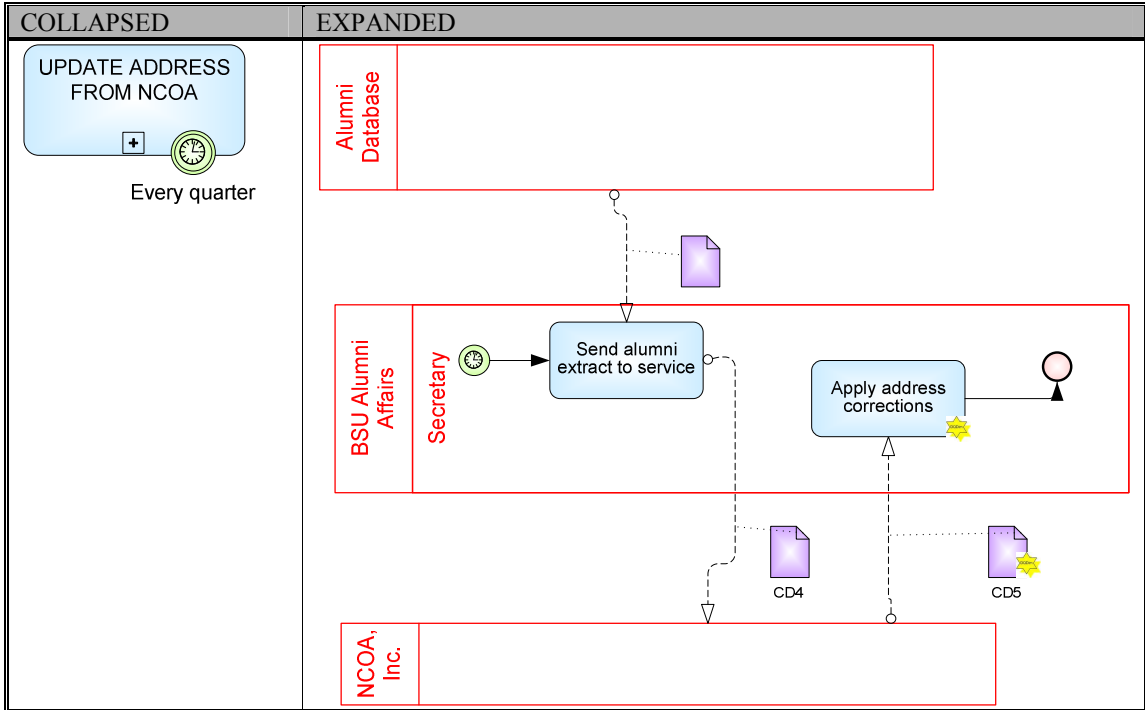 COLLAPSED
EXPANDED
UPDATE ADDRESS
FROM NCOA
Every quarter
Alumni
Database
BSU Alumni
Affairs
Secretary
Send alumni
extract to service
Apply address
corrections
CD4
CD5
NCOA,
Inc.